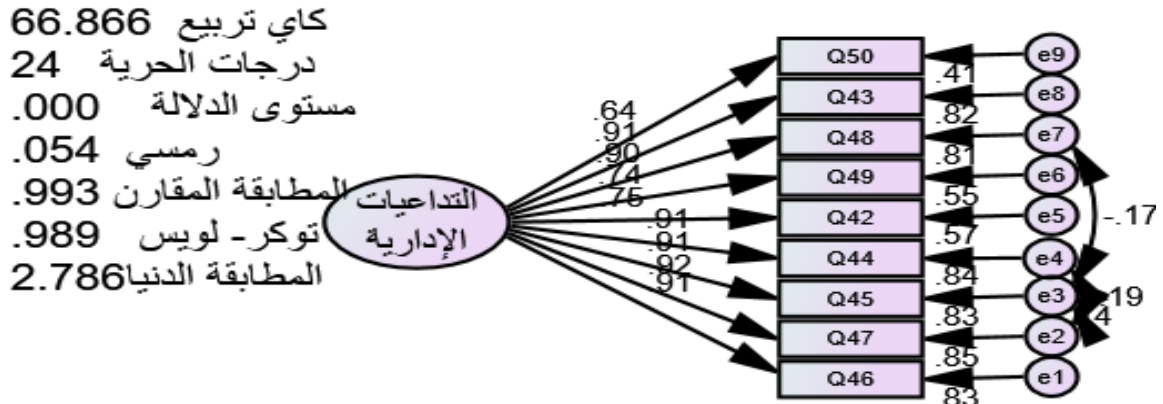 كاي تربيع 66.866
درجات الحرية 24
مستوى الدلالة .000
رمسي .054
المطابقة المقارن .993
توكر- لويس .989
المطابقة الدنيا 2.786
التداعيات
الإدارية
.64
.91
.90
.74
.75
.91
.91
.92
.91
Q50
Q43
Q48
Q49
Q42
Q44
Q45
Q47
Q46
.41
.82
.81
.55
.57
.84
.83
.85
.83
e9
e8
e7
e6
e5
e4
e3
e2
e1
-.17